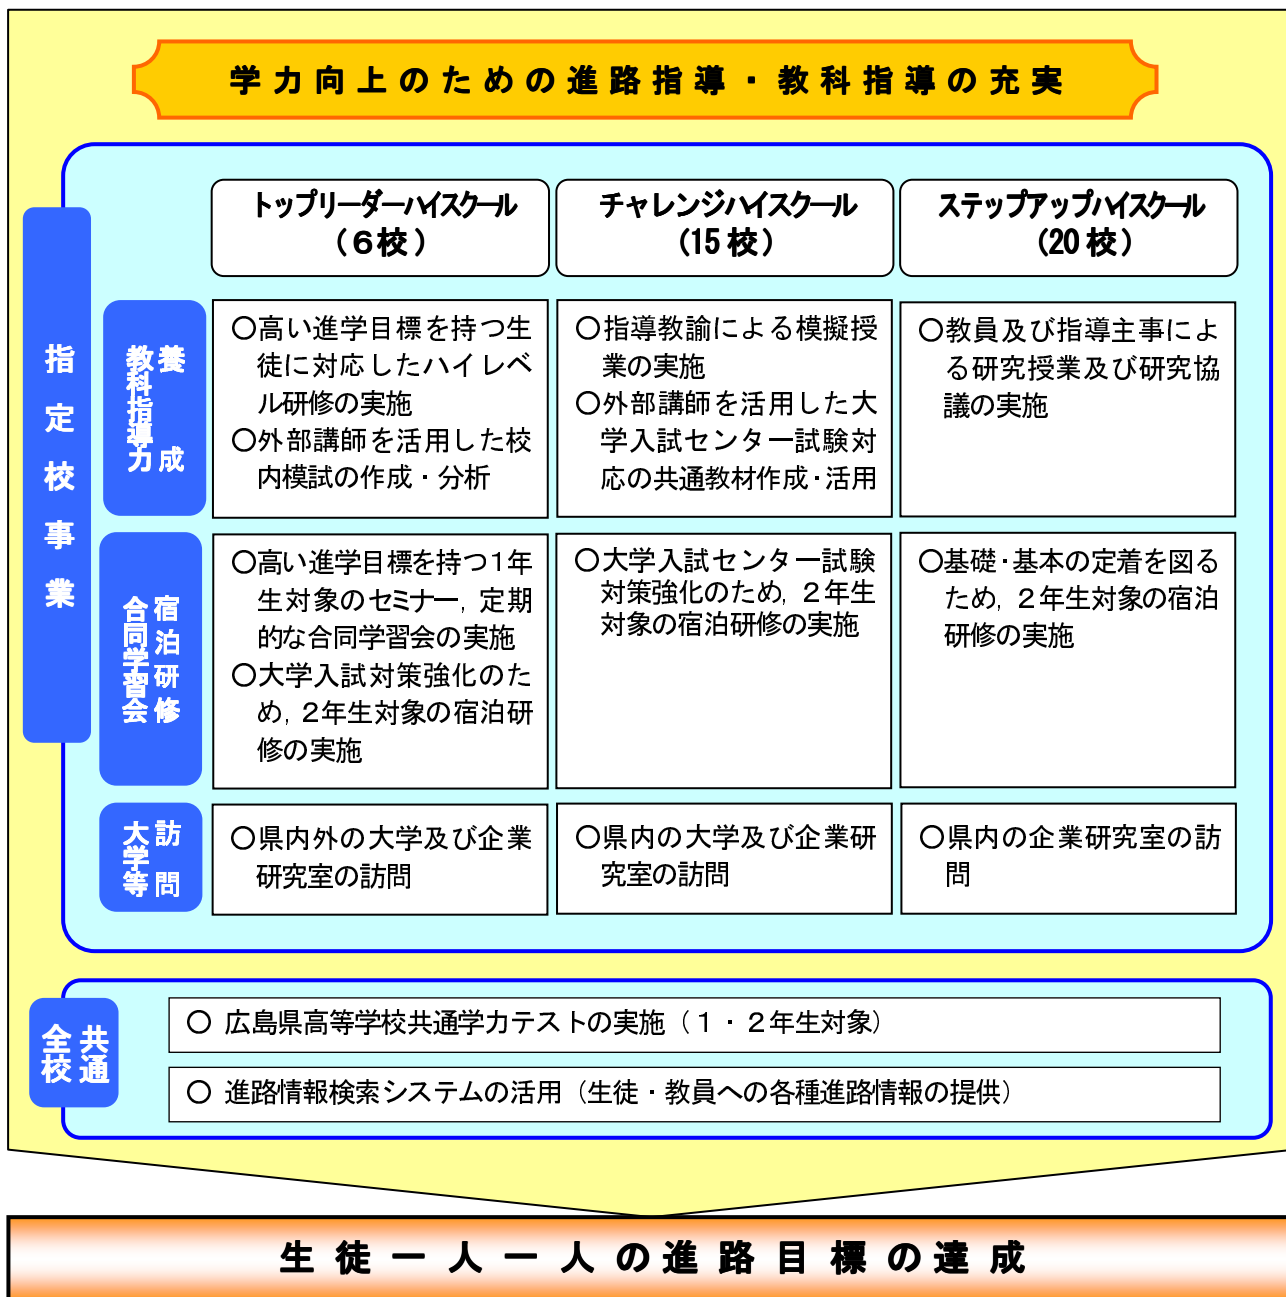 学力向上のための進路指導・教科指導の充実
指定校事業
トップリーダーハイスクール
（６校）
チャレンジハイスクール
（15校）
ステップアップハイスクール
（20校）
教科指導力
養成
○高い進学目標を持つ生
徒に対応したハイレベ
ル研修の実施
○外部講師を活用した校
内模試の作成・分析
○指導教諭による模擬授
業の実施
○外部講師を活用した大
学入試センター試験対
応の共通教材作成・活用
○教員及び指導主事によ
る研究授業及び研究協
議の実施
合同学習会
宿泊研修
○高い進学目標を持つ１年
生対象のセミナー，定期
的な合同学習会の実施
○大学入試対策強化のた
め，２年生対象の宿泊研
修の実施
○大学入試センター試験
対策強化のため，２年生
対象の宿泊研修の実施
○基礎・基本の定着を図る
ため，２年生対象の宿泊
研修の実施
大学等
訪問
○県内外の大学及び企業
研究室の訪問
○県内の大学及び企業研
究室の訪問
○県内の企業研究室の訪
問
全校
共通
○ 広島県高等学校共通学力テストの実施（１・２年生対象）
○ 進路情報検索システムの活用（生徒・教員への各種進路情報の提供）
生徒一人一人の進路目標の達成